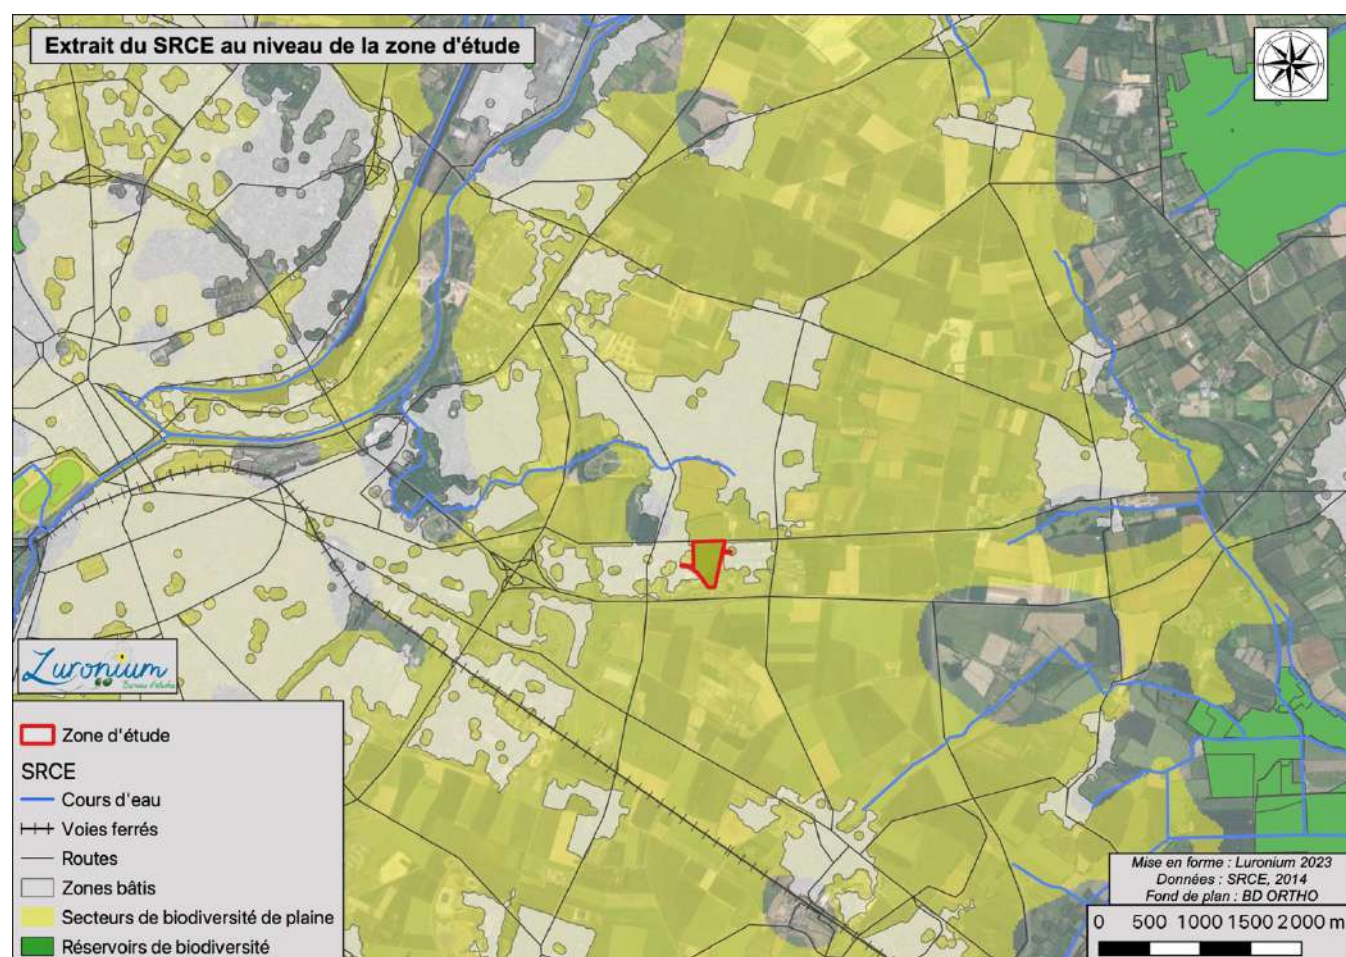 Extrait du SRCE au niveau de la zone d'étude
Luronium
Bureau d'études
Zone d'étude
SRCE
Cours d'eau
Voies ferrés
Routes
Zones bâtis
Secteurs de biodiversité de plaine
Réservoirs de biodiversité
Mise en forme : Luronium 2023
Données : SRCE, 2014
Fond de plan : BD ORTHO
0 500 1000 1500 2000 m